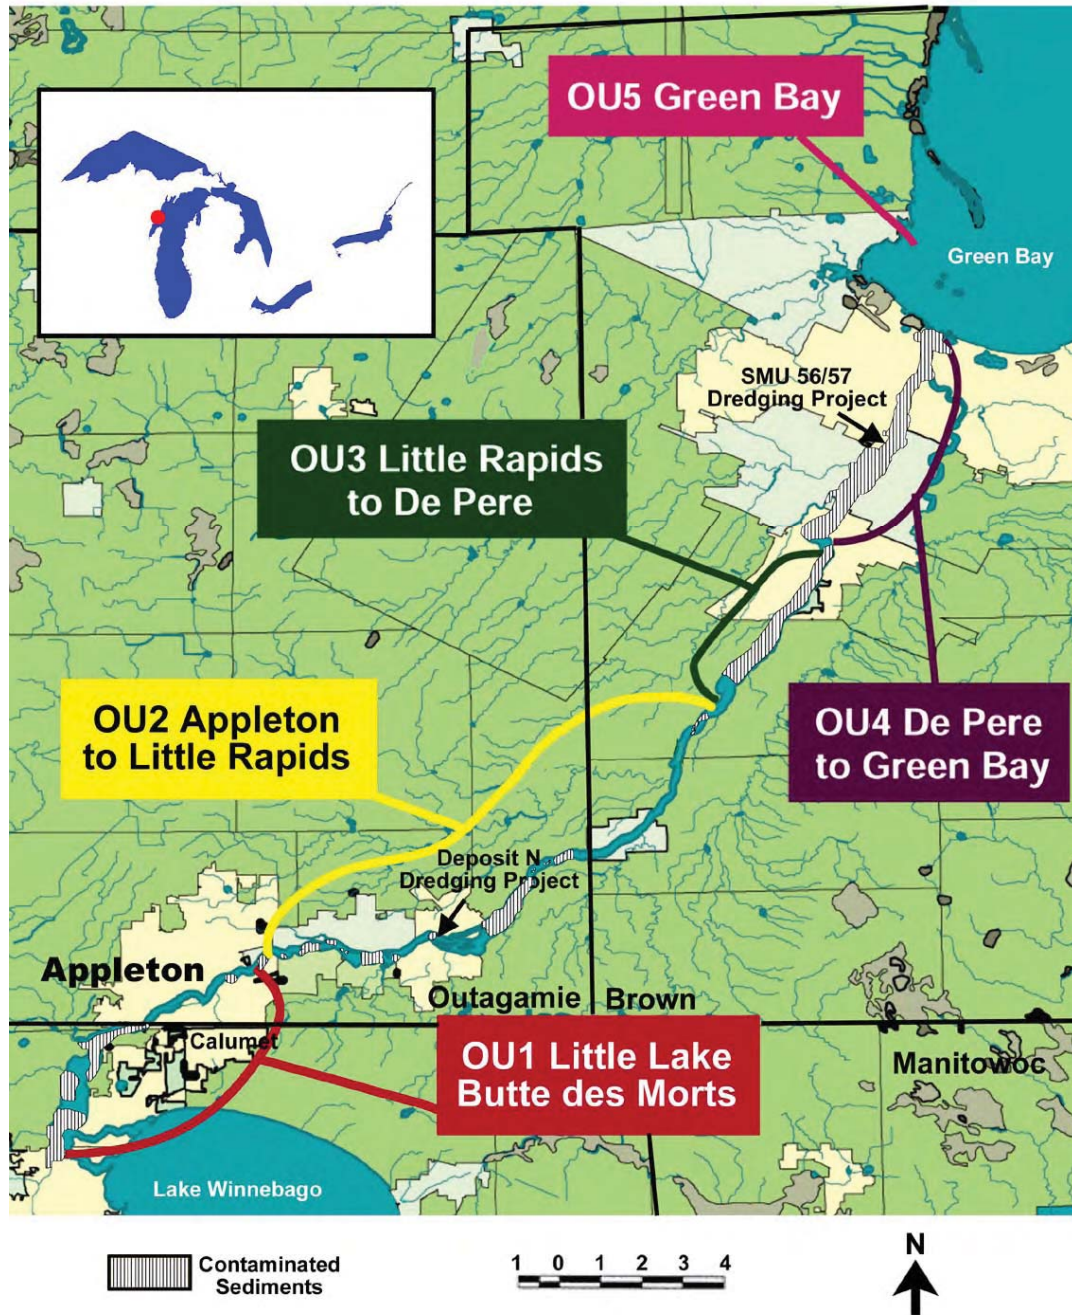 OU5 Green Bay
Green Bay
SMU 56/57
Dredging Project
OU3 Little Rapids
to De Pere
OU2 Appleton
to Little Rapids
OU4 De Pere
to Green Bay
Deposit N
Dredging Project
Appleton
Outagamie
Brown
Calumet
OU1 Little Lake
Butte des Morts
Manitowoc
Lake Winnebago
Contaminated
Sediments
1 0 1 2 3 4
N